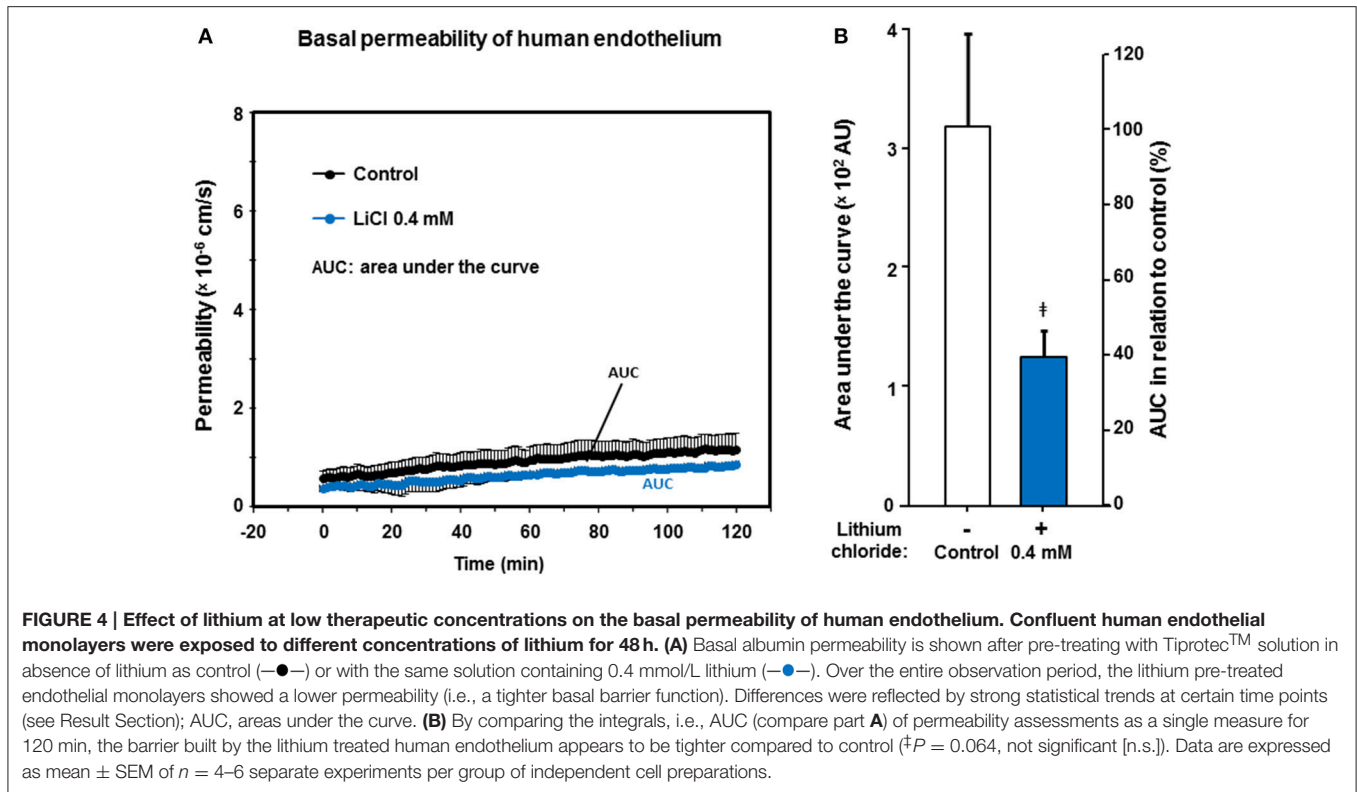 A Basal permeability of human endothelium
Permeability (× 10-6 cm/s)
8
6
4
2
0
Control
LiCl 0.4 mM
AUC: area under the curve
AUC
AUC
-20 0 20 40 60 80 100 120
Time (min)
B
Area under the curve (× 10² AU)
4
3
2
1
0
‡
AUC in relation to control (%)
120
100
80
60
40
20
0
Lithium - +
chloride: Control 0.4 mM
FIGURE 4 | Effect of lithium at low therapeutic concentrations on the basal permeability of human endothelium. Confluent human endothelial
monolayers were exposed to different concentrations of lithium for 48 h. (A) Basal albumin permeability is shown after pre-treating with Tiprotec™ solution in
absence of lithium as control (—●—) or with the same solution containing 0.4 mmol/L lithium (—●—). Over the entire observation period, the lithium pre-treated
endothelial monolayers showed a lower permeability (i.e., a tighter basal barrier function). Differences were reflected by strong statistical trends at certain time points
(see Result Section); AUC, areas under the curve. (B) By comparing the integrals, i.e., AUC (compare part A) of permeability assessments as a single measure for
120 min, the barrier built by the lithium treated human endothelium appears to be tighter compared to control (‡P = 0.064, not significant [n.s.]). Data are expressed
as mean ± SEM of n = 4–6 separate experiments per group of independent cell preparations.